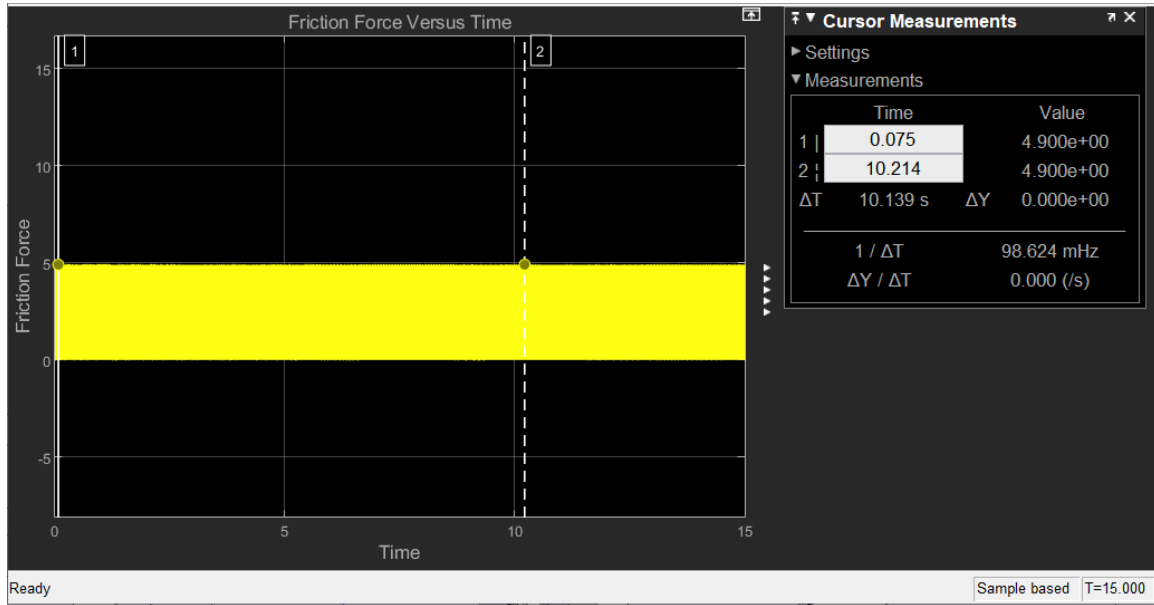 Friction Force Versus Time
1
2
15
10
5
0
-5
Friction Force
0 5 10 15
Time
Cursor Measurements
Settings
Measurements
Time Value
1 | 0.075 4.900e+00
2 ¦ 10.214 4.900e+00
ΔT 10.139 s ΔY 0.000e+00
1 / ΔT 98.624 mHz
ΔY / ΔT 0.000 (/s)
Ready
Sample based T=15.000